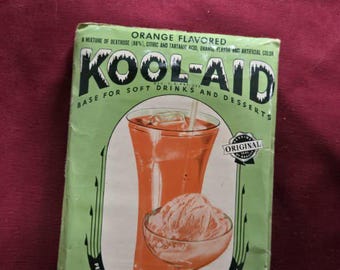 ORANGE FLAVORED
A MIXTURE OF DEXTROSE (88%), CITRIC AND TARTARIC ACID, ORANGE FLAVOR AND ARTIFICIAL COLOR
KOOL-AID
BASE FOR SOFT DRINKS AND DESSERTS
ORIGINAL